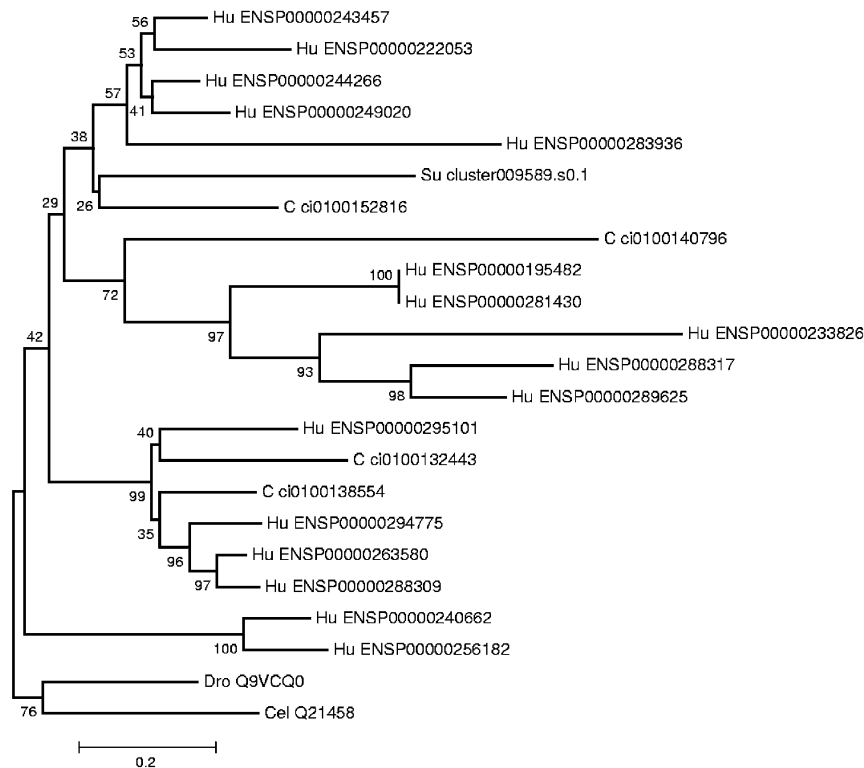 56
Hu ENSP00000243457
Hu ENSP00000222053
53
Hu ENSP00000244266
57
41
Hu ENSP00000249020
38
Hu ENSP00000283936
Su cluster009589.s0.1
29
26
C ci0100152816
C ci0100140796
100
Hu ENSP00000195482
72
Hu ENSP00000281430
42
97
Hu ENSP00000233826
93
Hu ENSP00000288317
98
Hu ENSP00000289625
40
Hu ENSP00000295101
C ci0100132443
99
C ci0100138554
35
Hu ENSP00000294775
96
Hu ENSP00000263580
97
Hu ENSP00000288309
Hu ENSP00000240662
100
Hu ENSP00000256182
Dro Q9VCQ0
76
Cel Q21458
0.2